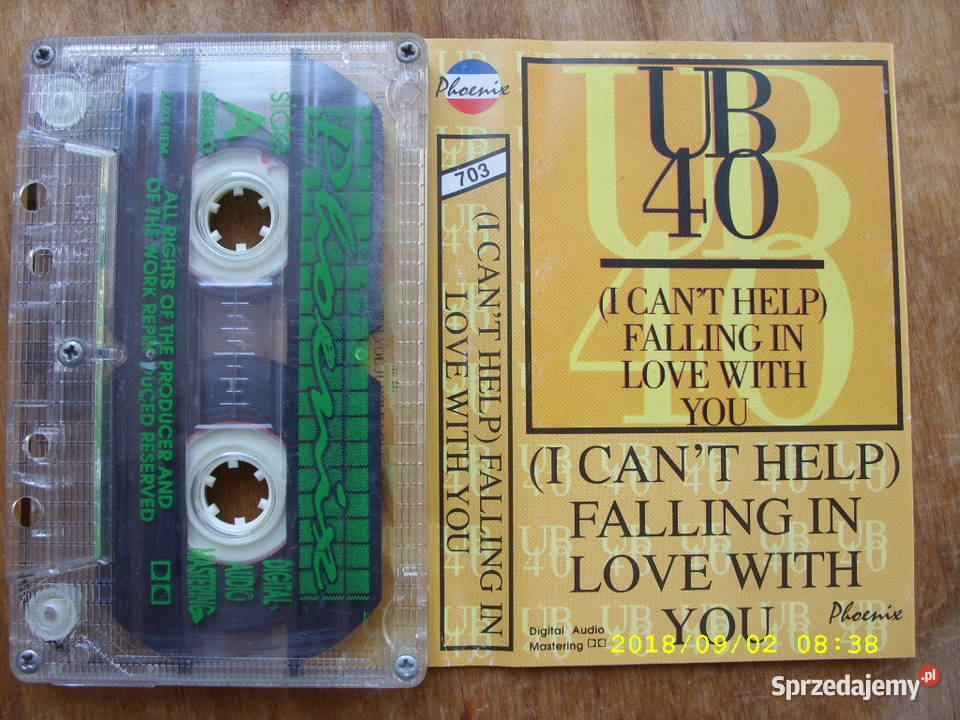 SIDE
A
STEREO
Phoenix
ALL RIGHTS OF THE PRODUCER AND
OF THE WORK REPRODUCED RESERVED
DIGITAL
AUDIO
MASTERING
Phoenix
703
(I CAN'T HELP) FALLING IN
LOVE WITH YOU
UB
40
(I CAN'T HELP)
FALLING IN
LOVE WITH
YOU
(I CAN'T HELP)
FALLING IN
LOVE WITH
YOU
Phoenix
Digital Audio
Mastering
2018/09/02 08:38
Sprzedajemy.pl